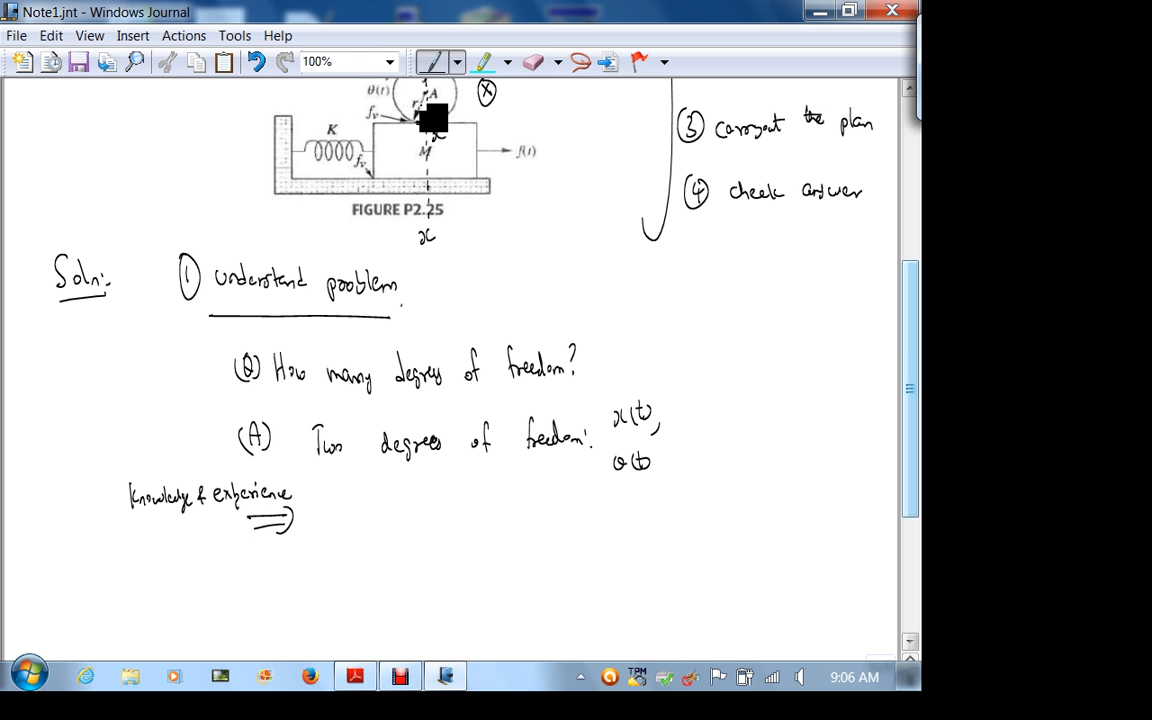 Note1.jnt - Windows Journal
File Edit View Insert Actions Tools Help
100%
θ(t)
A
r
fv
K
fv
M
f(t)
FIGURE P2.25
x
③ carryout the plan
④ check answer
Soln:
① understand problem.
(Q) How many degrees of freedom?
(A) Two degrees of freedom: x(t),
θ(t)
Knowledge & experience
9:06 AM